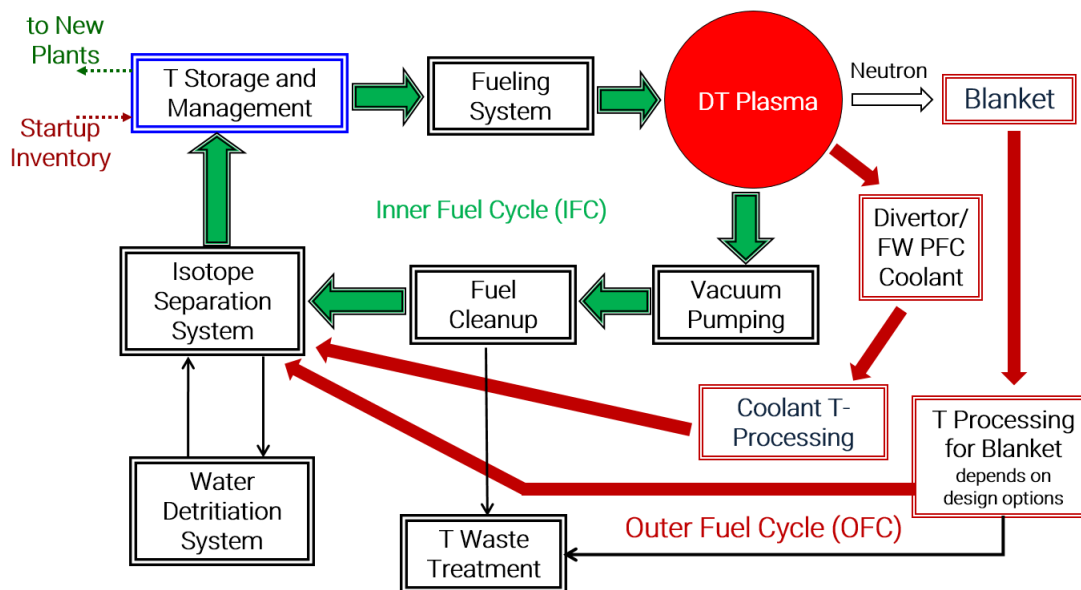 to New
Plants
T Storage and
Management
Startup
Inventory
Fueling
System
DT Plasma
Neutron
Blanket
Inner Fuel Cycle (IFC)
Divertor/
FW PFC
Coolant
Isotope
Separation
System
Fuel
Cleanup
Vacuum
Pumping
Coolant T-
Processing
T Processing
for Blanket
depends on
design options
Water
Detritiation
System
T Waste
Treatment
Outer Fuel Cycle (OFC)